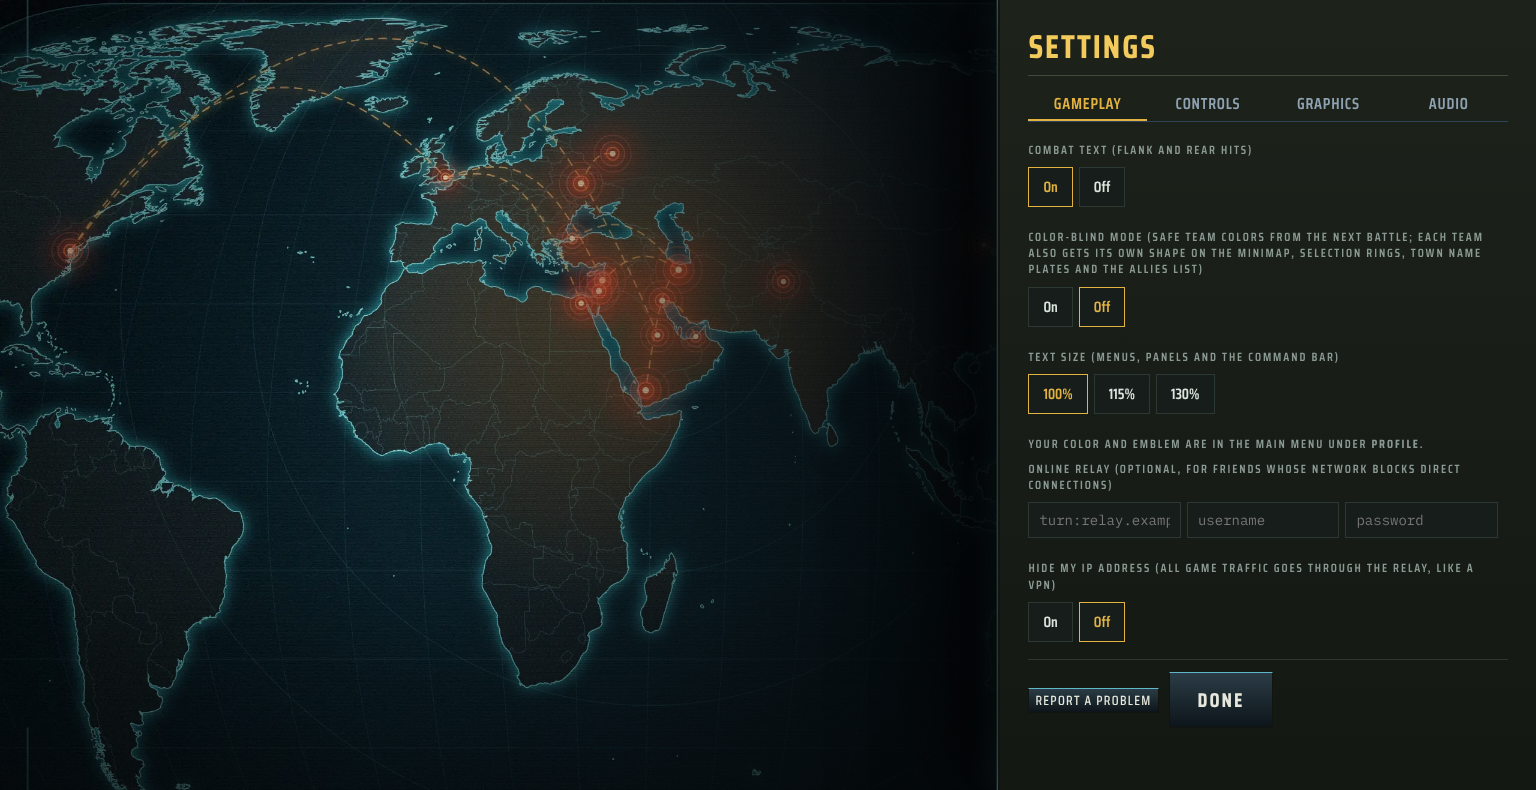 SETTINGS
GAMEPLAY CONTROLS GRAPHICS AUDIO
COMBAT TEXT (FLANK AND REAR HITS)
On Off
COLOR-BLIND MODE (SAFE TEAM COLORS FROM THE NEXT BATTLE; EACH TEAM
ALSO GETS ITS OWN SHAPE ON THE MINIMAP, SELECTION RINGS, TOWN NAME
PLATES AND THE ALLIES LIST)
On Off
TEXT SIZE (MENUS, PANELS AND THE COMMAND BAR)
100% 115% 130%
YOUR COLOR AND EMBLEM ARE IN THE MAIN MENU UNDER PROFILE.
ONLINE RELAY (OPTIONAL, FOR FRIENDS WHOSE NETWORK BLOCKS DIRECT
CONNECTIONS)
turn:relay.examp username password
HIDE MY IP ADDRESS (ALL GAME TRAFFIC GOES THROUGH THE RELAY, LIKE A
VPN)
On Off
REPORT A PROBLEM DONE